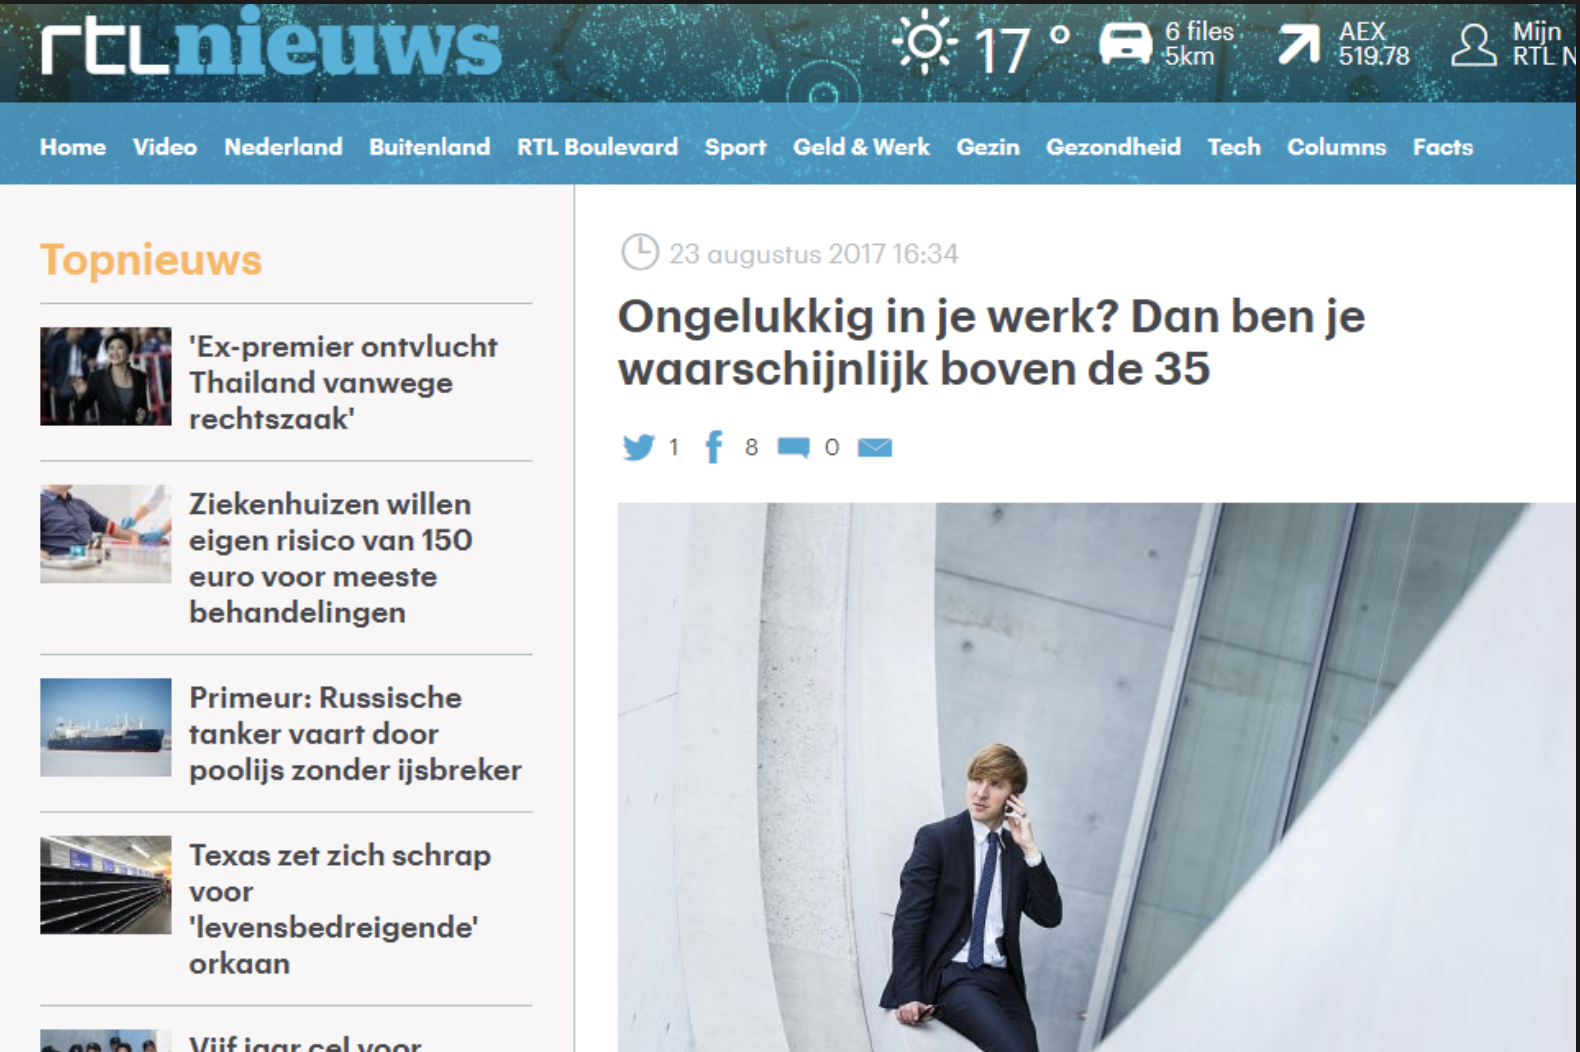 rtlnieuws
17°
6 files
5km
AEX
519.78
Mijn
RTL N
Home Video Nederland Buitenland RTL Boulevard Sport Geld & Werk Gezin Gezondheid Tech Columns Facts
Topnieuws
'Ex-premier ontvlucht
Thailand vanwege
rechtszaak'
Ziekenhuizen willen
eigen risico van 150
euro voor meeste
behandelingen
Primeur: Russische
tanker vaart door
poolijs zonder ijsbreker
Texas zet zich schrap
voor
'levensbedreigende'
orkaan
Vijf jaar cel voor
23 augustus 2017 16:34
Ongelukkig in je werk? Dan ben je
waarschijnlijk boven de 35
1 8 0